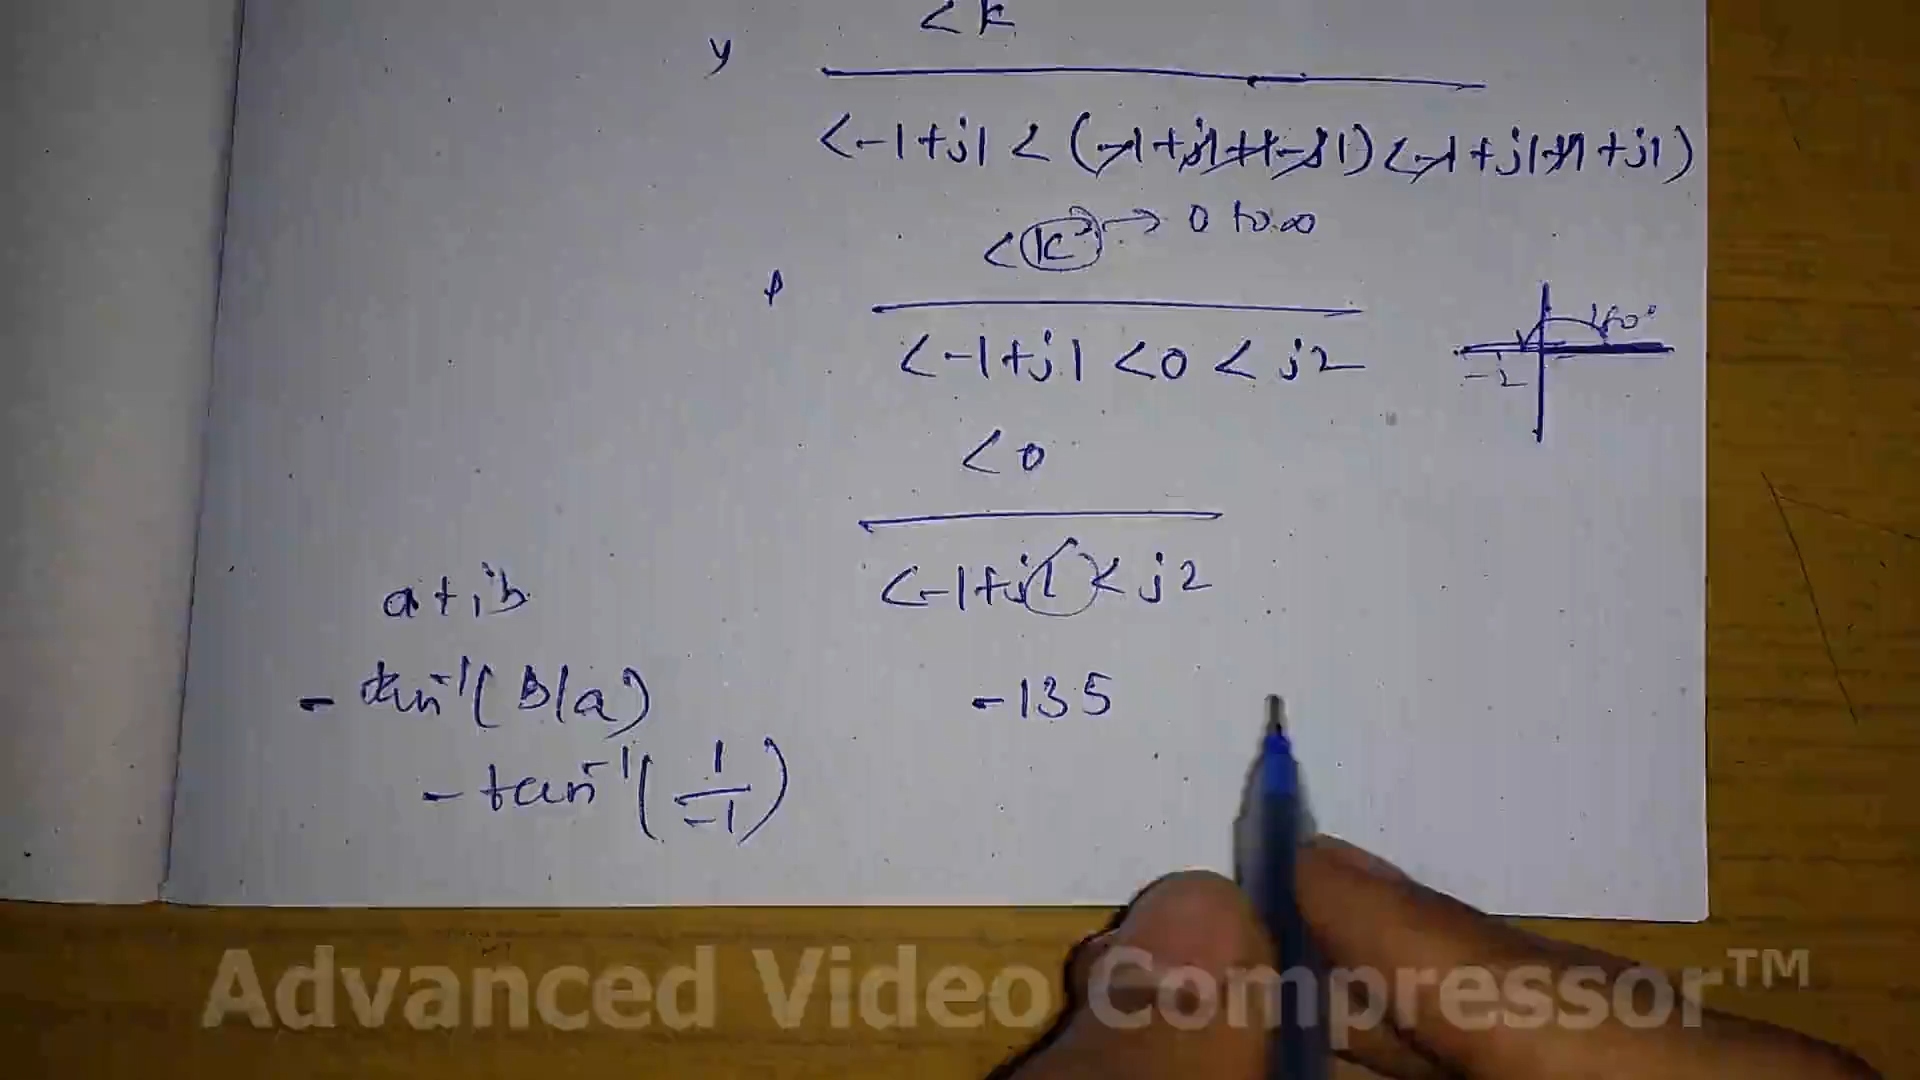 <k
y
<-1+j1 < (-1+j1+1-j1) <-1+j1+1+j1)
<k² → 0 to ∞
<-1+j1 <0 < j2
180°
-2
<0
<-1+j1 < j2
a+ib
-tan⁻¹(b/a)
-135
-tan⁻¹(1/-1)
Advanced Video Compressor™